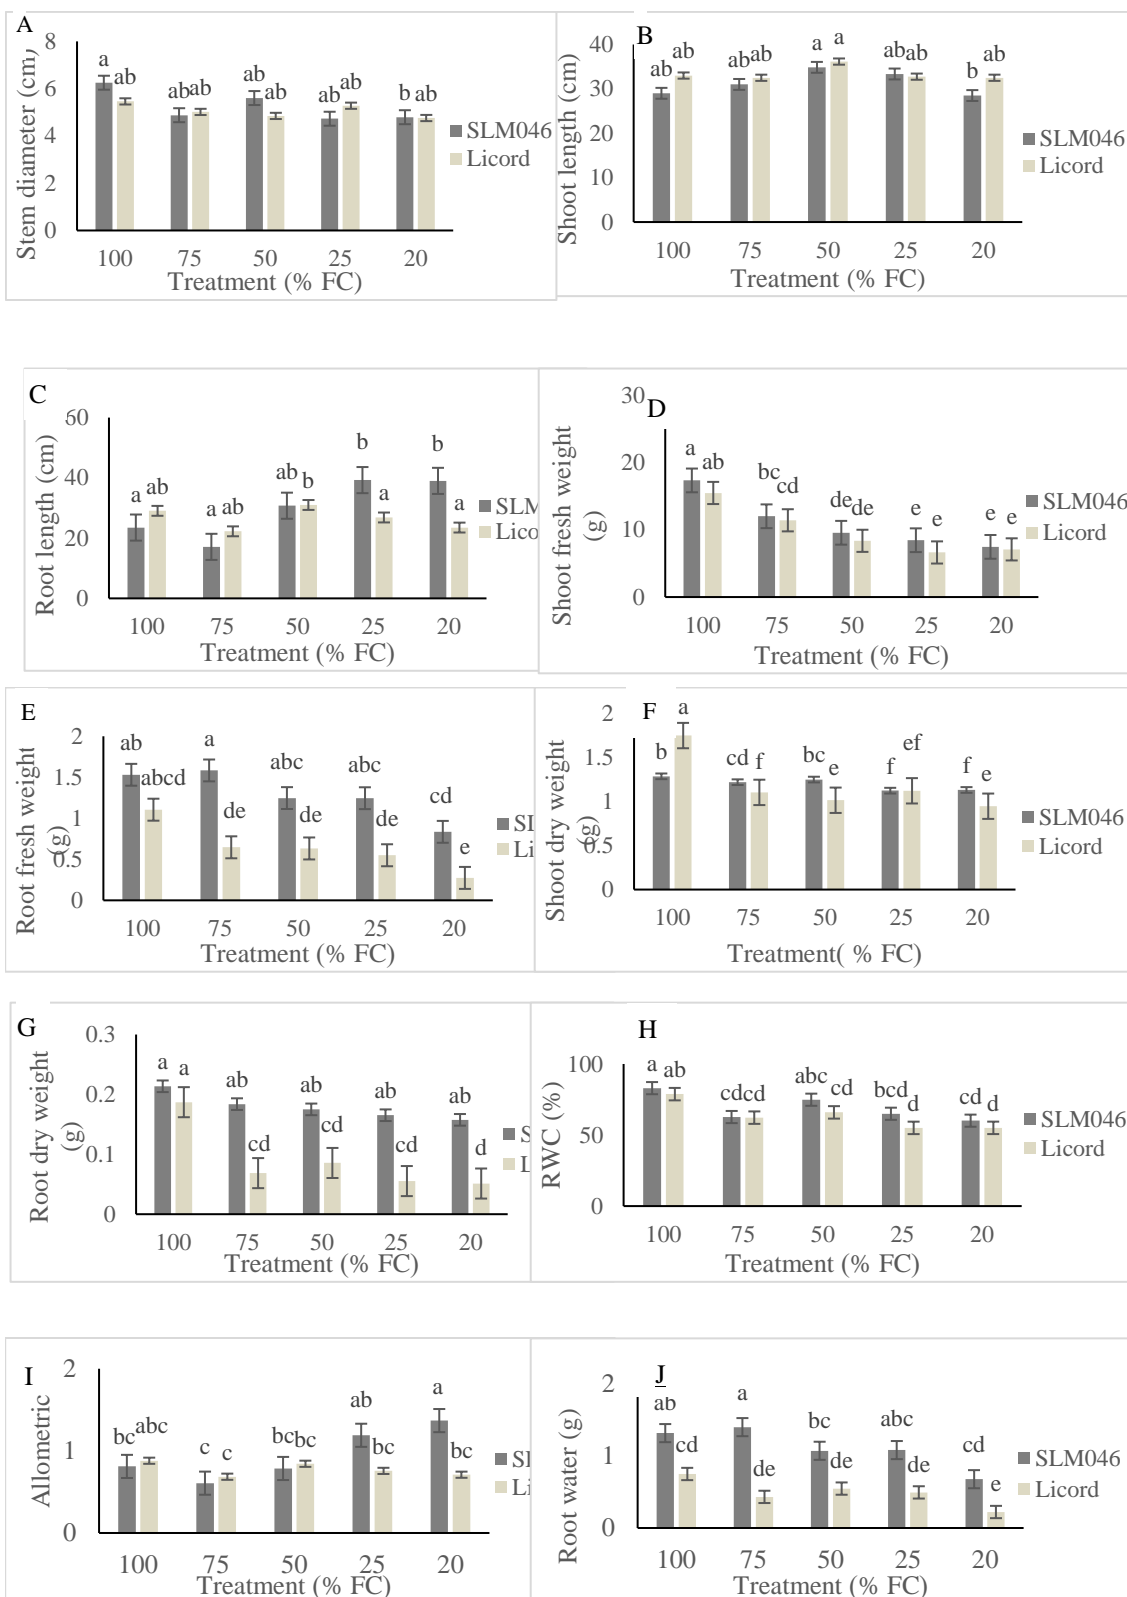 A
Stem diameter (cm)
8
6
4
2
0
a
ab
ab
ab
ab
ab
ab
ab
b
ab
100
75
50
25
20
Treatment (% FC)
SLM046
Licord
B
Shoot length (cm)
40
30
20
10
0
ab
ab
ab
ab
a
a
ab
ab
b
ab
100
75
50
25
20
Treatment (% FC)
SLM046
Licord
C
Root length (cm)
60
40
20
0
a
ab
a
ab
ab
b
b
a
b
a
100
75
50
25
20
Treatment (% FC)
SLM
Lico
D
Shoot fresh weight
(g)
30
20
10
0
a
ab
bc
cd
de
de
e
e
e
e
100
75
50
25
20
Treatment (% FC)
SLM046
Licord
E
Root fresh weight
(g)
2
1.5
1
0.5
0
ab
abcd
a
de
abc
de
abc
de
cd
e
100
75
50
25
20
Treatment (% FC)
SL
Li
F
Shoot dry weight
(g)
2
1.5
1
0.5
0
b
a
cd
f
bc
e
f
ef
f
e
100
75
50
25
20
Treatment( % FC)
SLM046
Licord
G
Root dry weight
(g)
0.3
0.2
0.1
0
a
a
ab
cd
ab
cd
ab
cd
ab
d
100
75
50
25
20
Treatment (% FC)
S
L
H
RWC (%)
100
50
0
a
ab
cd
cd
abc
cd
bcd
d
cd
d
100
75
50
25
20
Treatment (% FC)
SLM046
Licord
I
Allometric
2
1
0
bc
abc
c
c
bc
bc
ab
bc
a
bc
100
75
50
25
20
Treatment (% FC)
SL
Li
J
Root water (g)
2
1
0
ab
cd
a
de
bc
de
abc
de
cd
e
100
75
50
25
20
Treatment (% FC)
SLM046
Licord